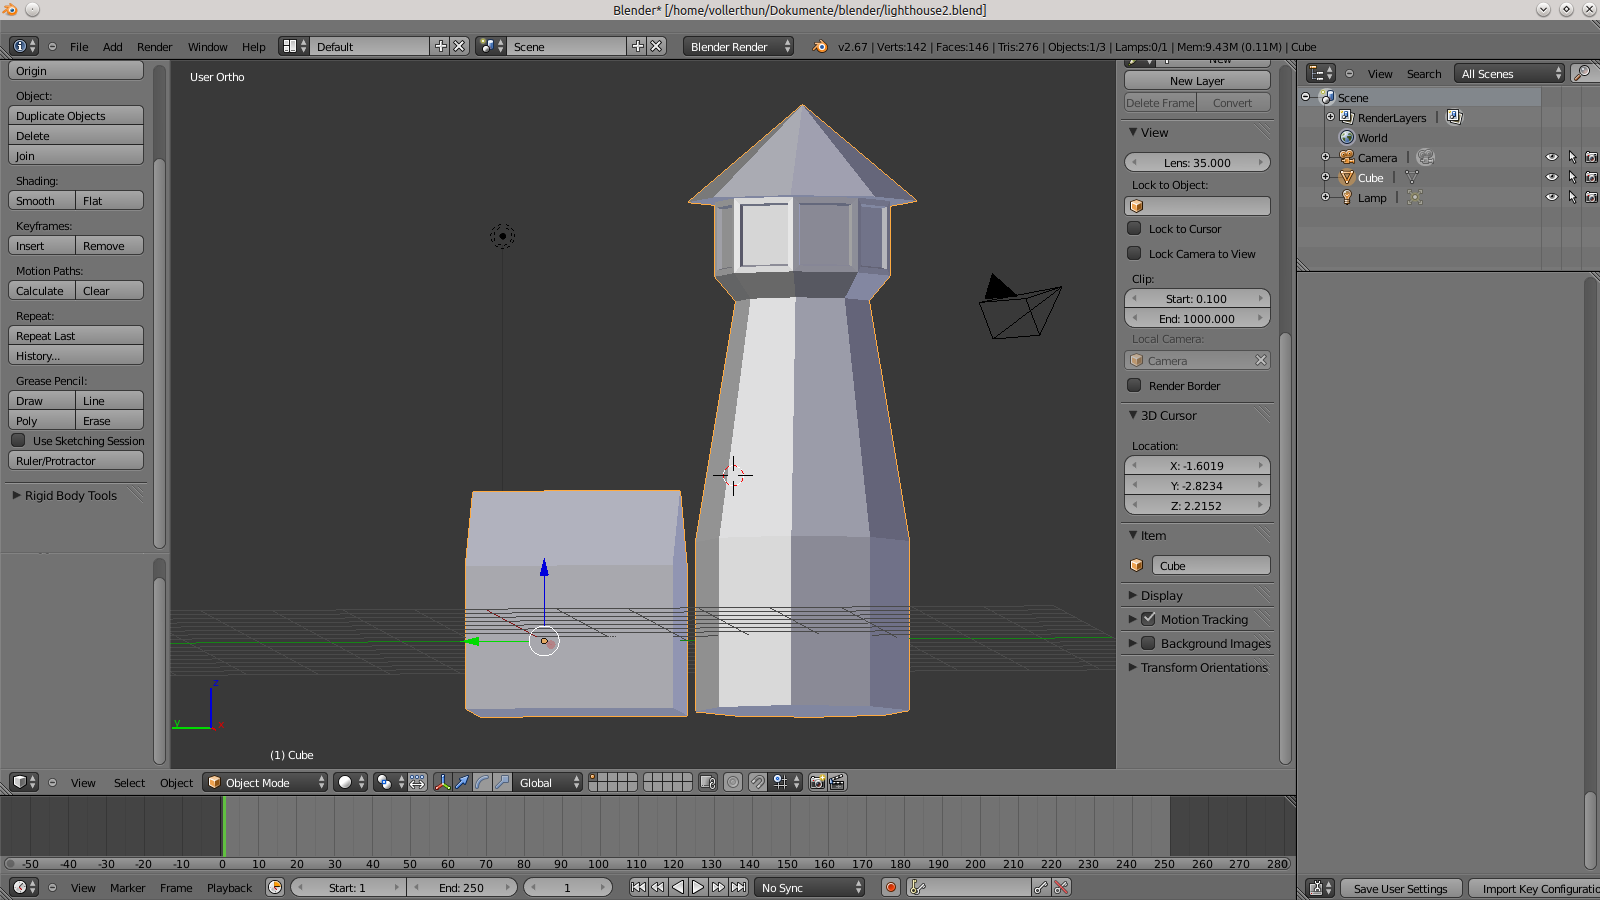 Blender* [/home/vollerthun/Dokumente/blender/lighthouse2.blend]
File Add Render Window Help Default Scene Blender Render v2.67 | Verts:142 | Faces:146 | Tris:276 | Objects:1/3 | Lamps:0/1 | Mem:9.43M (0.11M) | Cube
Origin
Object:
Duplicate Objects
Delete
Join
Shading:
Smooth Flat
Keyframes:
Insert Remove
Motion Paths:
Calculate Clear
Repeat:
Repeat Last
History...
Grease Pencil:
Draw Line
Poly Erase
Use Sketching Session
Ruler/Protractor
Rigid Body Tools
User Ortho
z
y
x
(1) Cube
New
New Layer
Delete Frame Convert
View
Lens: 35.000
Lock to Object:
Lock to Cursor
Lock Camera to View
Clip:
Start: 0.100
End: 1000.000
Local Camera:
Camera
Render Border
3D Cursor
Location:
X: -1.6019
Y: -2.8234
Z: 2.2152
Item
Cube
Display
Motion Tracking
Background Images
Transform Orientations
View Search All Scenes
Scene
RenderLayers |
World
Camera |
Cube |
Lamp |
View Select Object Object Mode Global
-50 -40 -30 -20 -10 0 10 20 30 40 50 60 70 80 90 100 110 120 130 140 150 160 170 180 190 200 210 220 230 240 250 260 270 280
View Marker Frame Playback Start: 1 End: 250 1 No Sync
Save User Settings Import Key Configuratio